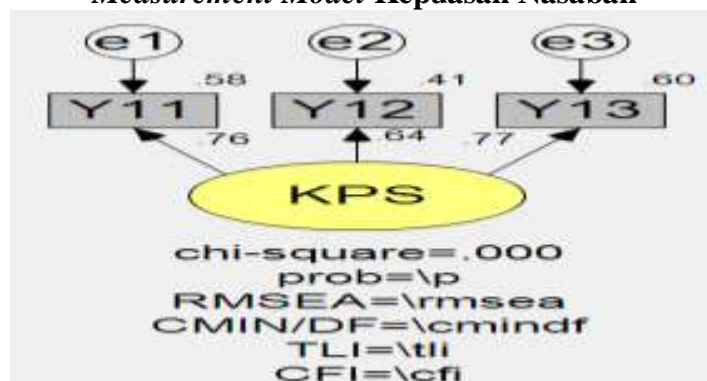 Measurement Model Kepuasan Nasabah
e1 e2 e3
.58 .41 .60
Y11 Y12 Y13
.76 .64 .77
KPS
chi-square=.000
prob=\p
RMSEA=\rmsea
CMIN/DF=\cmindf
TLI=\tli
CFI=\cfi